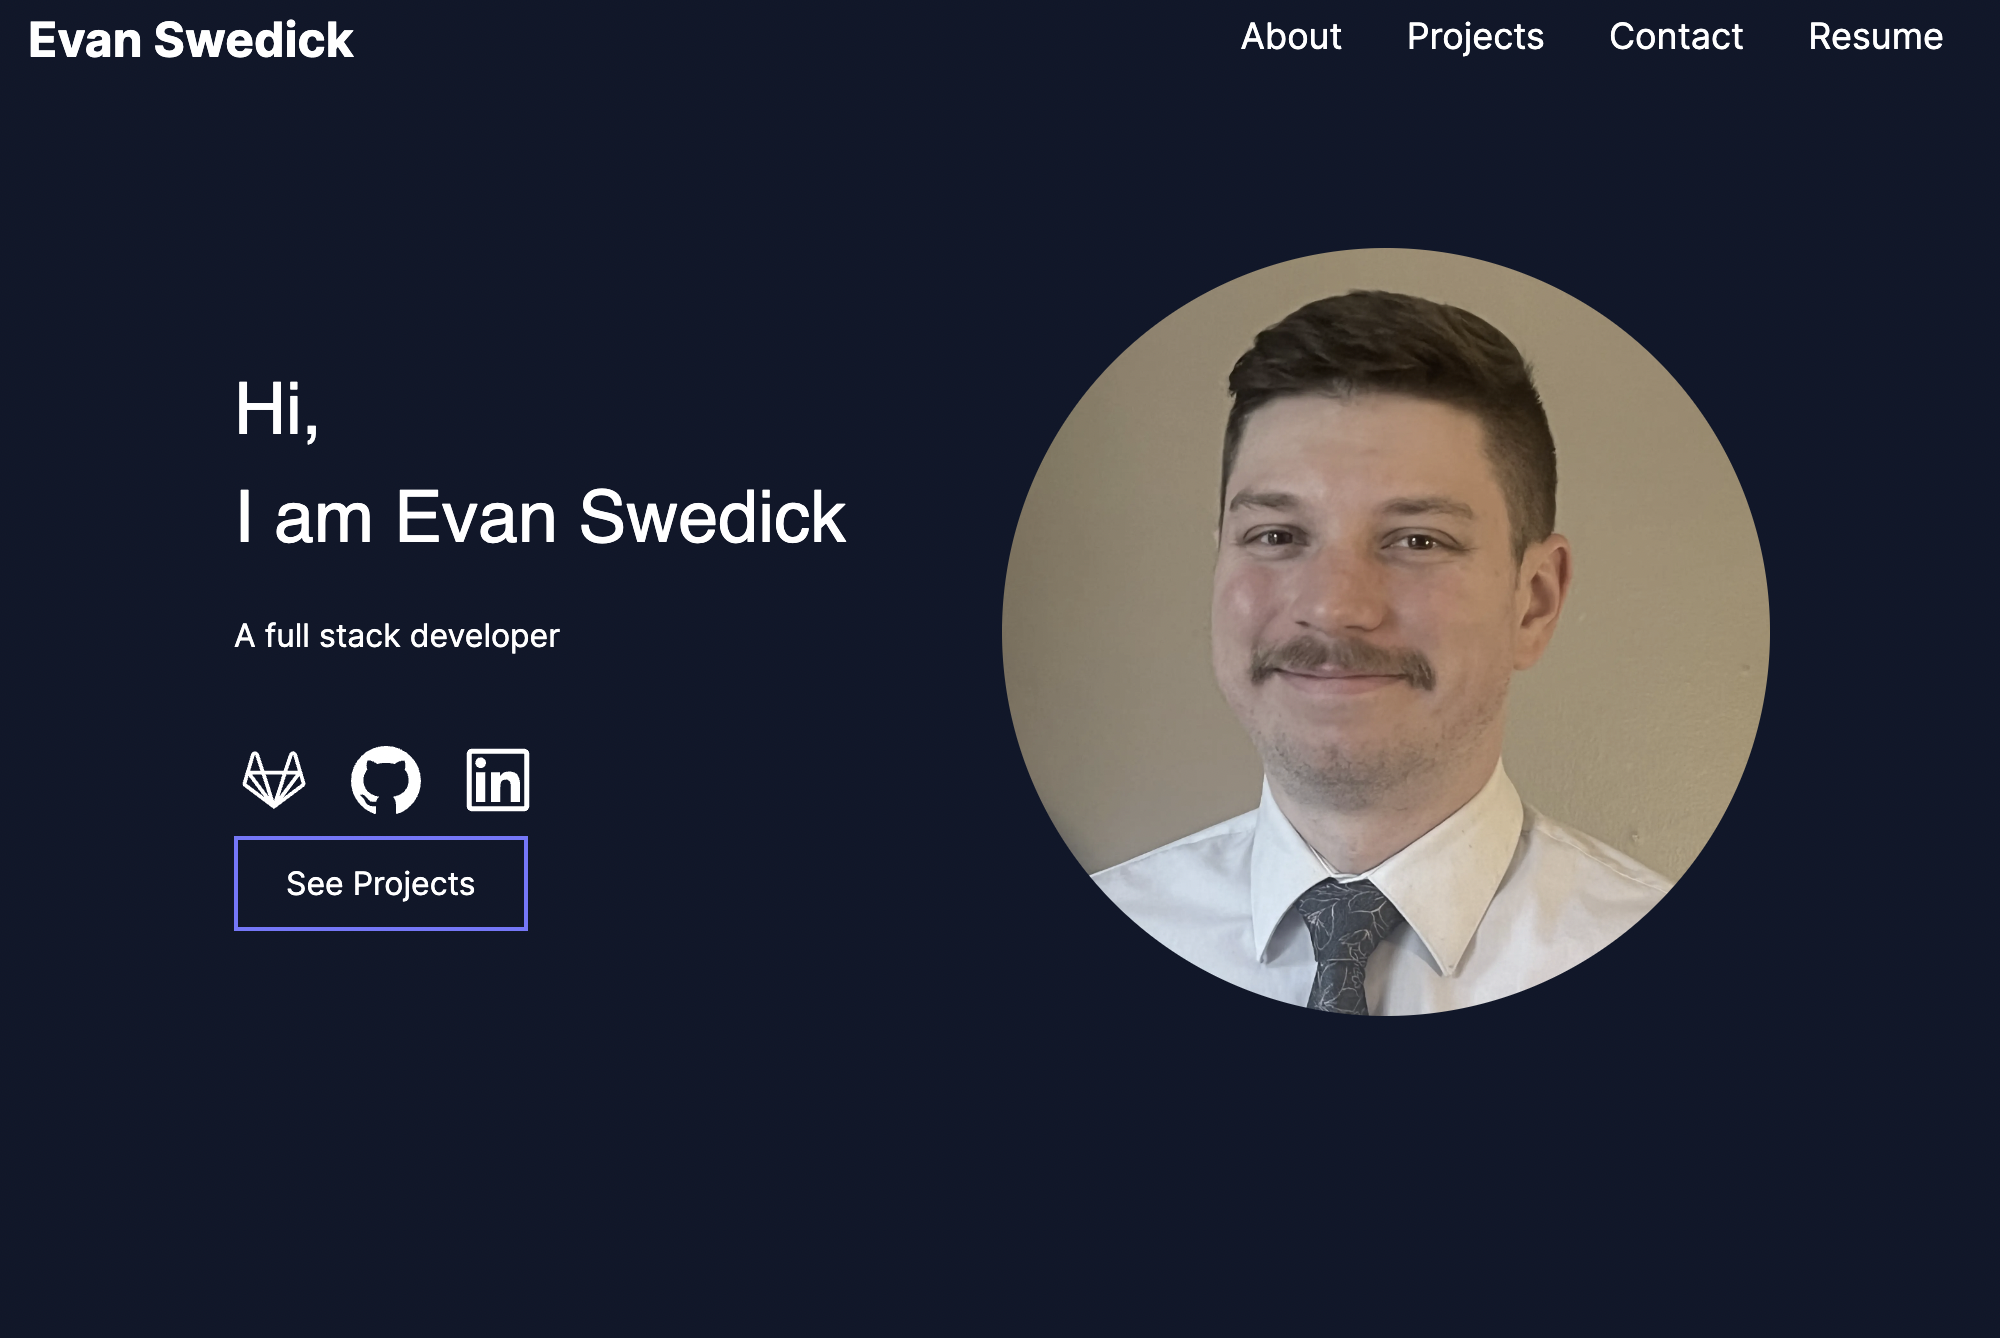 Evan Swedick
About Projects Contact Resume
Hi,
I am Evan Swedick
A full stack developer
in
See Projects